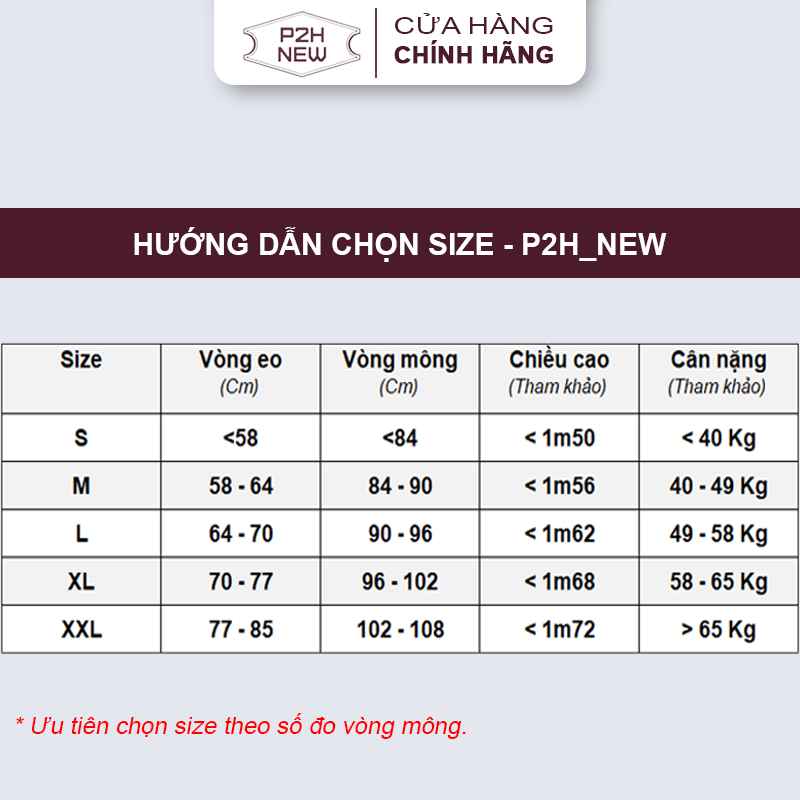 P2H
NEW
CỬA HÀNG
CHÍNH HÃNG
HƯỚNG DẪN CHỌN SIZE - P2H_NEW
Size Vòng eo Vòng mông Chiều cao Cân nặng
(Cm) (Cm) (Tham khảo) (Tham khảo)
S <58 <84 < 1m50 < 40 Kg
M 58 - 64 84 - 90 < 1m56 40 - 49 Kg
L 64 - 70 90 - 96 < 1m62 49 - 58 Kg
XL 70 - 77 96 - 102 < 1m68 58 - 65 Kg
XXL 77 - 85 102 - 108 < 1m72 > 65 Kg
* Ưu tiên chọn size theo số đo vòng mông.